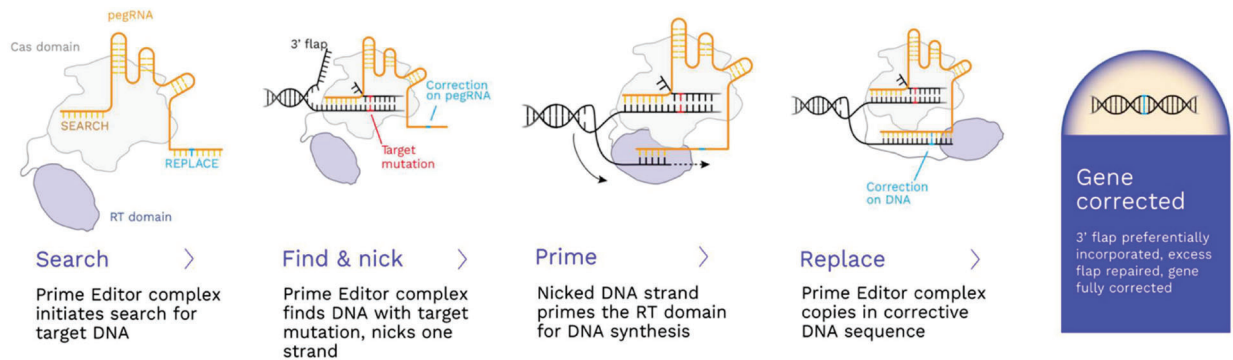 pegRNA
Cas domain
SEARCH
REPLACE
RT domain
Search
Prime Editor complex
initiates search for
target DNA
3' flap
Correction
on pegRNA
Target
mutation
Find & nick
Prime Editor complex
finds DNA with target
mutation, nicks one
strand
Prime
Nicked DNA strand
primes the RT domain
for DNA synthesis
Correction
on DNA
Replace
Prime Editor complex
copies in corrective
DNA sequence
Gene
corrected
3' flap preferentially
incorporated, excess
flap repaired, gene
fully corrected